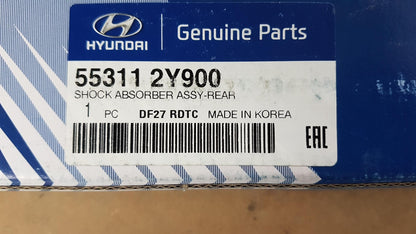 HYUNDAI
Genuine Parts
55311 2Y900
SHOCK ABSORBER ASSY-REAR
1 PC DF27 RDTC MADE IN KOREA
EAC